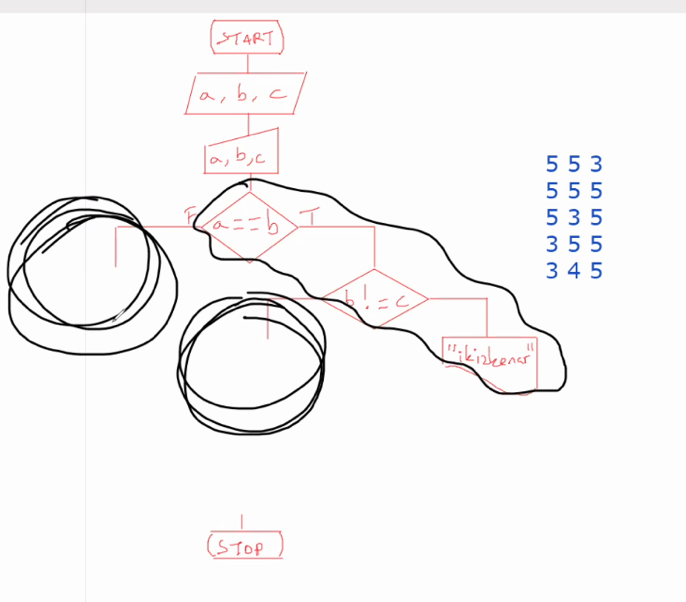 START
a, b, c
a, b, c
F a==b T
b!=c
"ikizkenar"
STOP
5 5 3
5 5 5
5 3 5
3 5 5
3 4 5